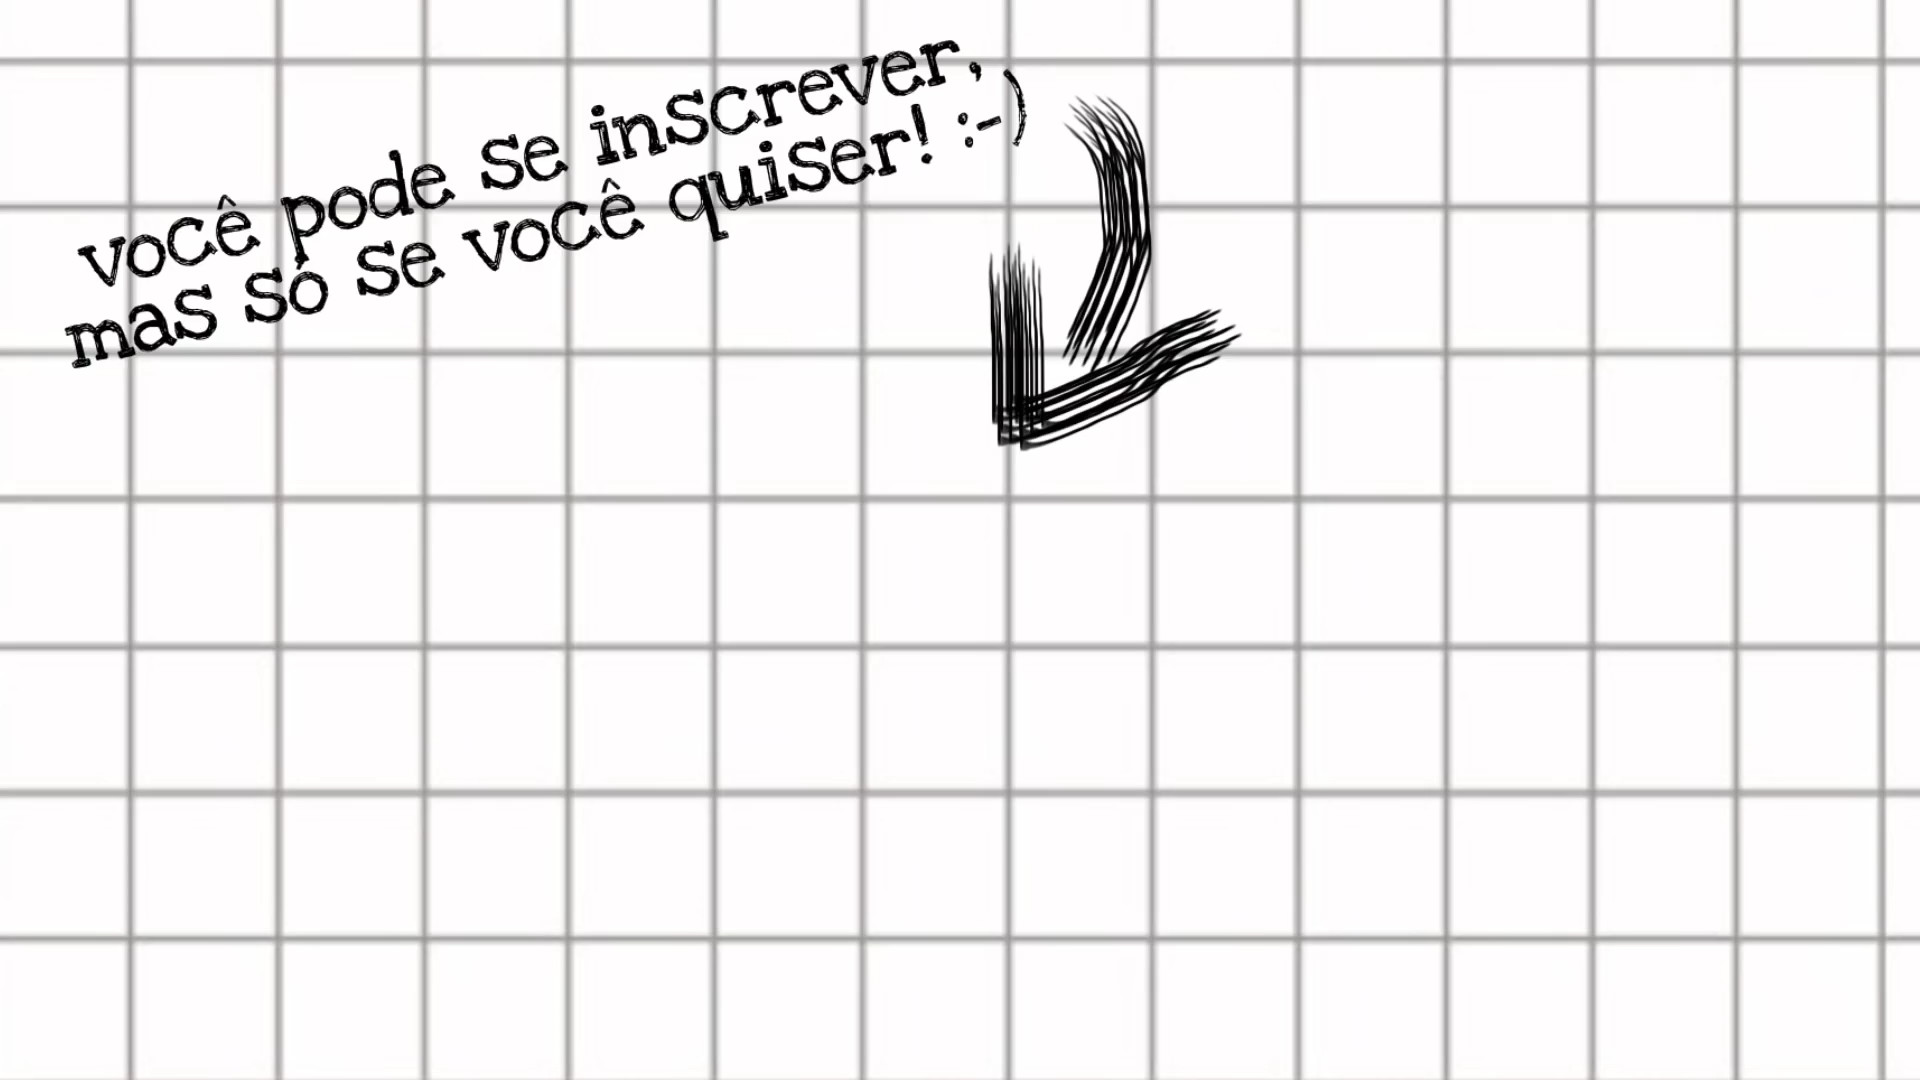 você pode se inscrever,
mas só se você quiser! :-)